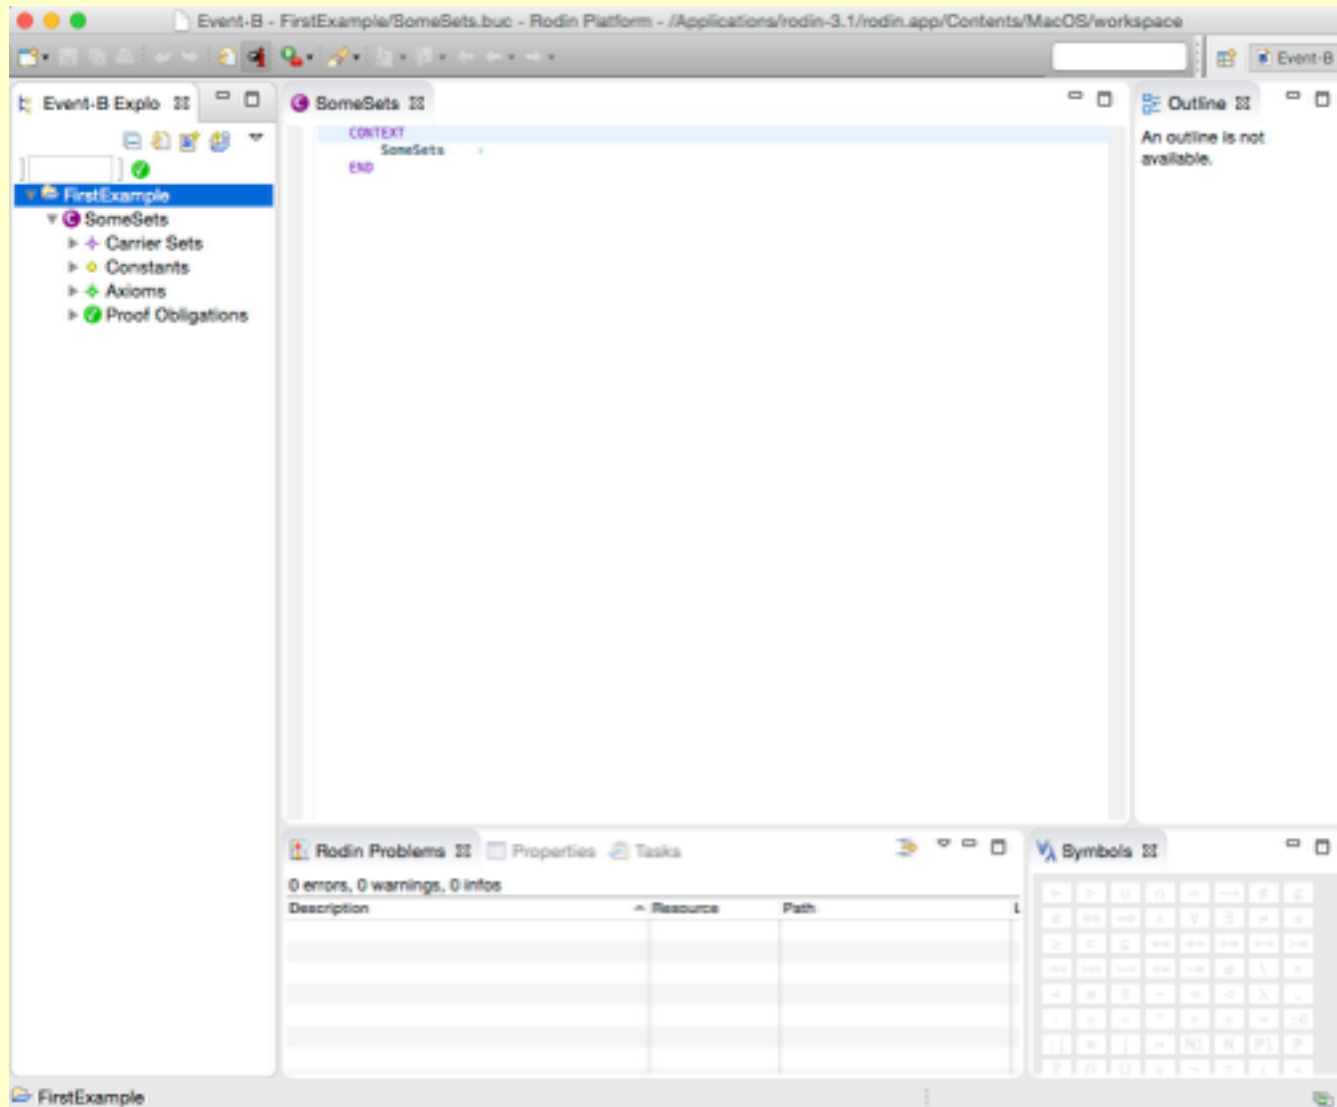 Event-B - FirstExample/SomeSets.buc - Rodin Platform - /Applications/rodin-3.1/rodin.app/Contents/MacOS/workspace
Event-B
Event-B Explo
SomeSets
Outline
CONTEXT
SomeSets
END
An outline is not
available.
FirstExample
SomeSets
Carrier Sets
Constants
Axioms
Proof Obligations
Rodin Problems
Properties
Tasks
Symbols
0 errors, 0 warnings, 0 infos
Description
Resource
Path
L
FirstExample